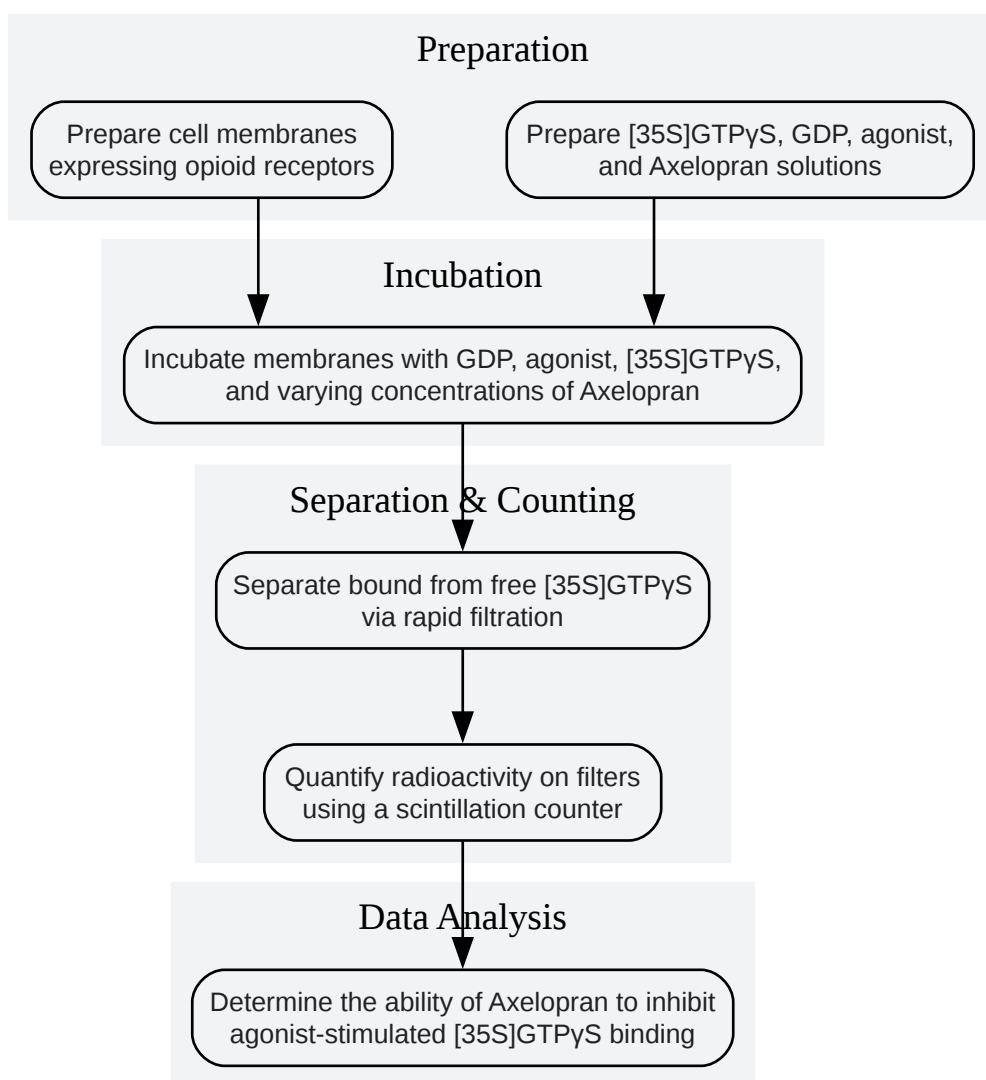 Preparation
Prepare cell membranes
expressing opioid receptors
Prepare [35S]GTPγS, GDP, agonist,
and Axelopran solutions
Incubation
Incubate membranes with GDP, agonist, [35S]GTPγS,
and varying concentrations of Axelopran
Separation & Counting
Separate bound from free [35S]GTPγS
via rapid filtration
Quantify radioactivity on filters
using a scintillation counter
Data Analysis
Determine the ability of Axelopran to inhibit
agonist-stimulated [35S]GTPγS binding